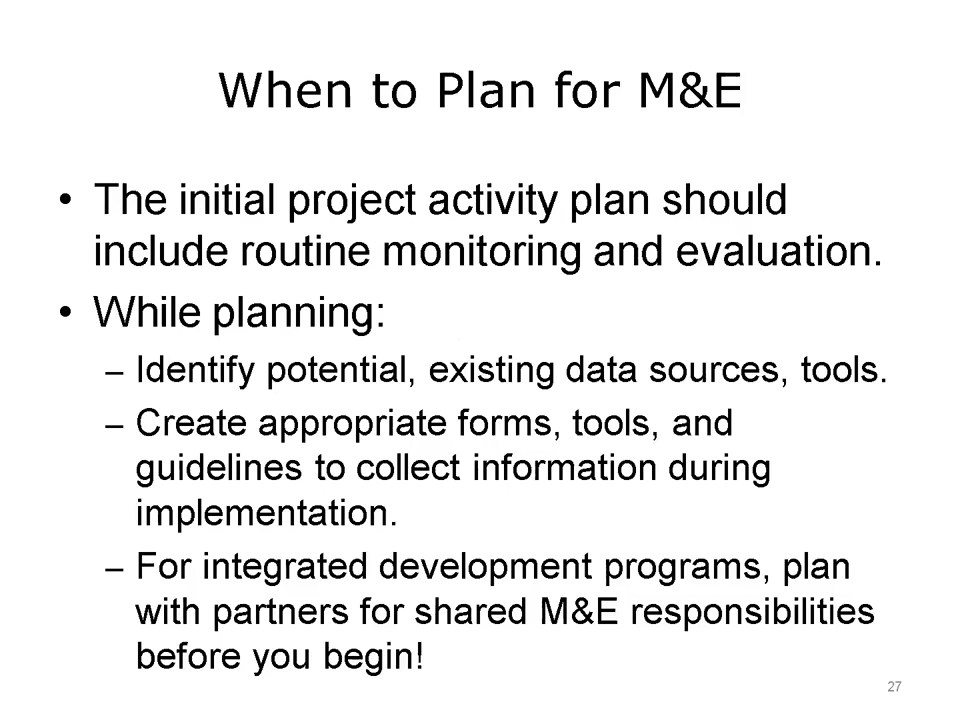 When to Plan for M&E
• The initial project activity plan should
include routine monitoring and evaluation.
• While planning:
– Identify potential, existing data sources, tools.
– Create appropriate forms, tools, and
guidelines to collect information during
implementation.
– For integrated development programs, plan
with partners for shared M&E responsibilities
before you begin!
27